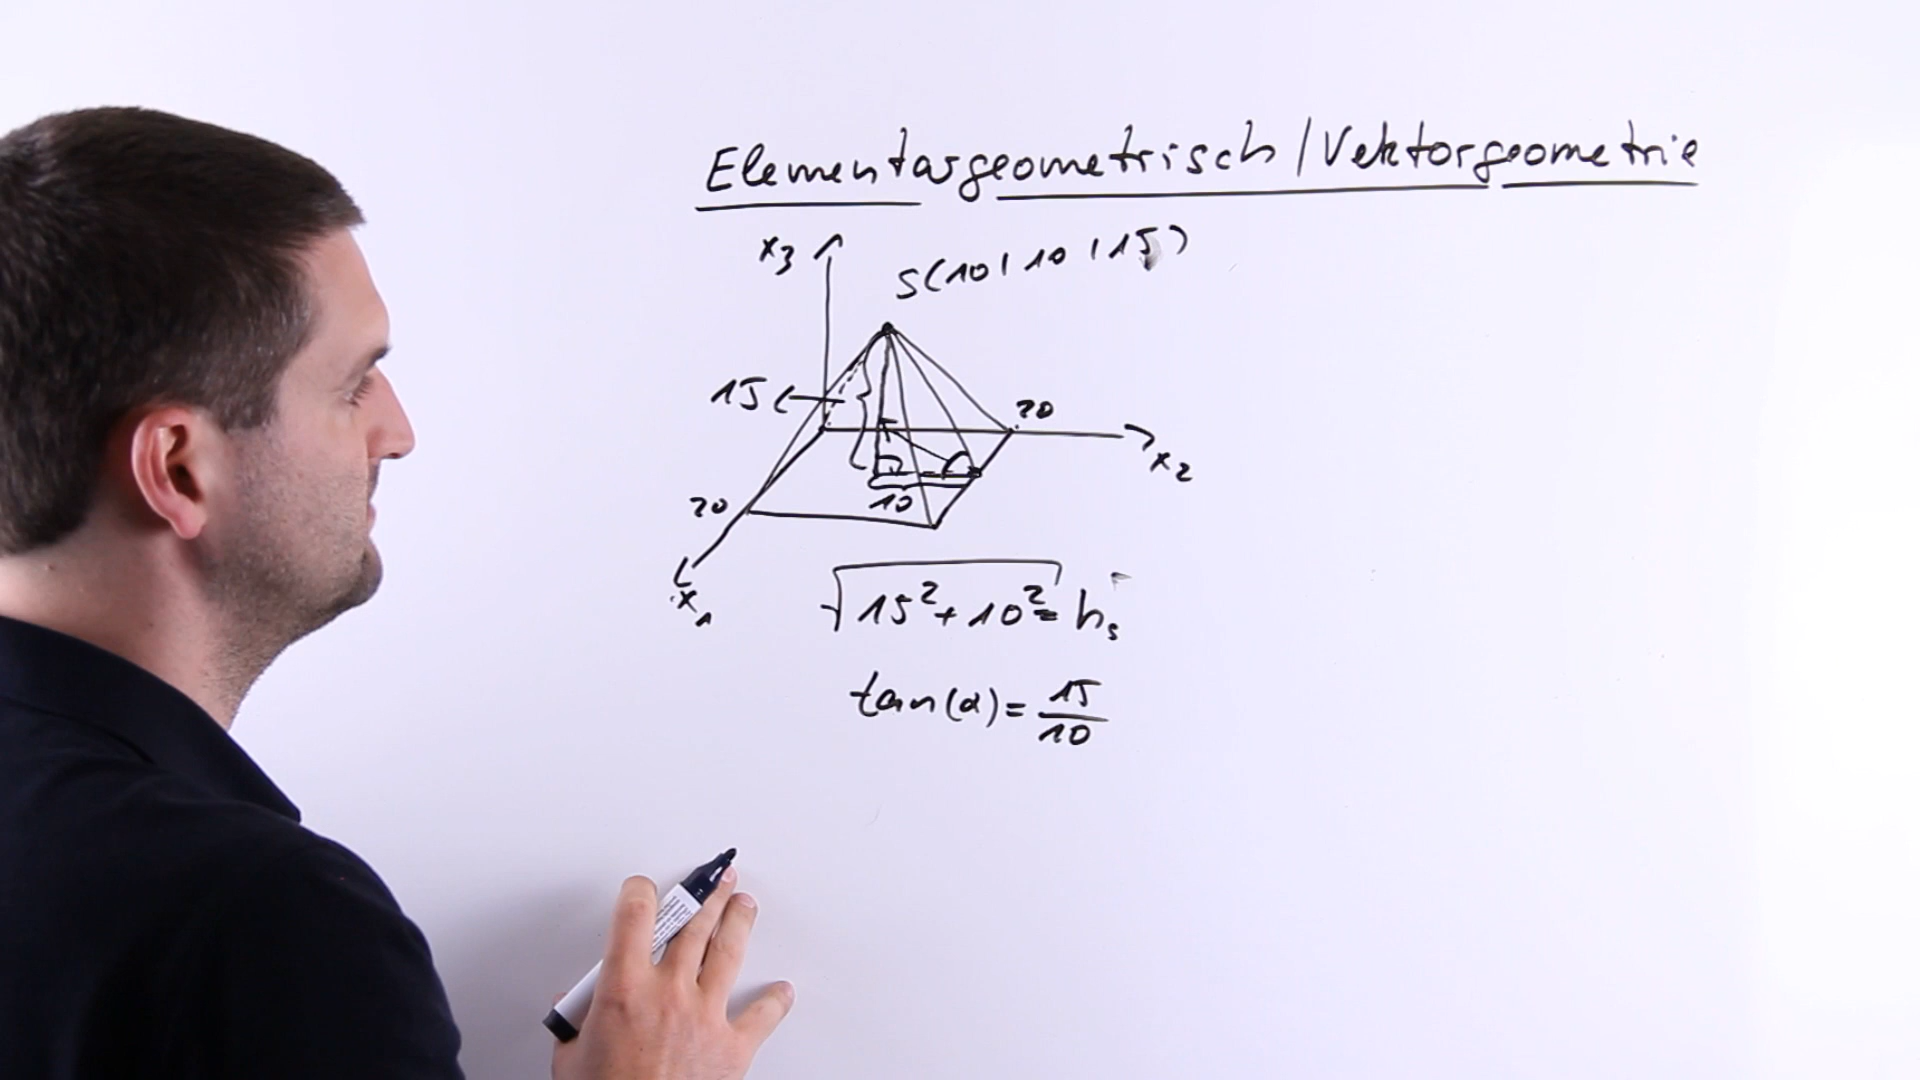 Elementargeometrisch / Vektorgeometrie
x₃
S(10 | 10 | 15)
15
20
x₂
20
10
x₁
√15² + 10² = hₛ
tan(α) = 15/10